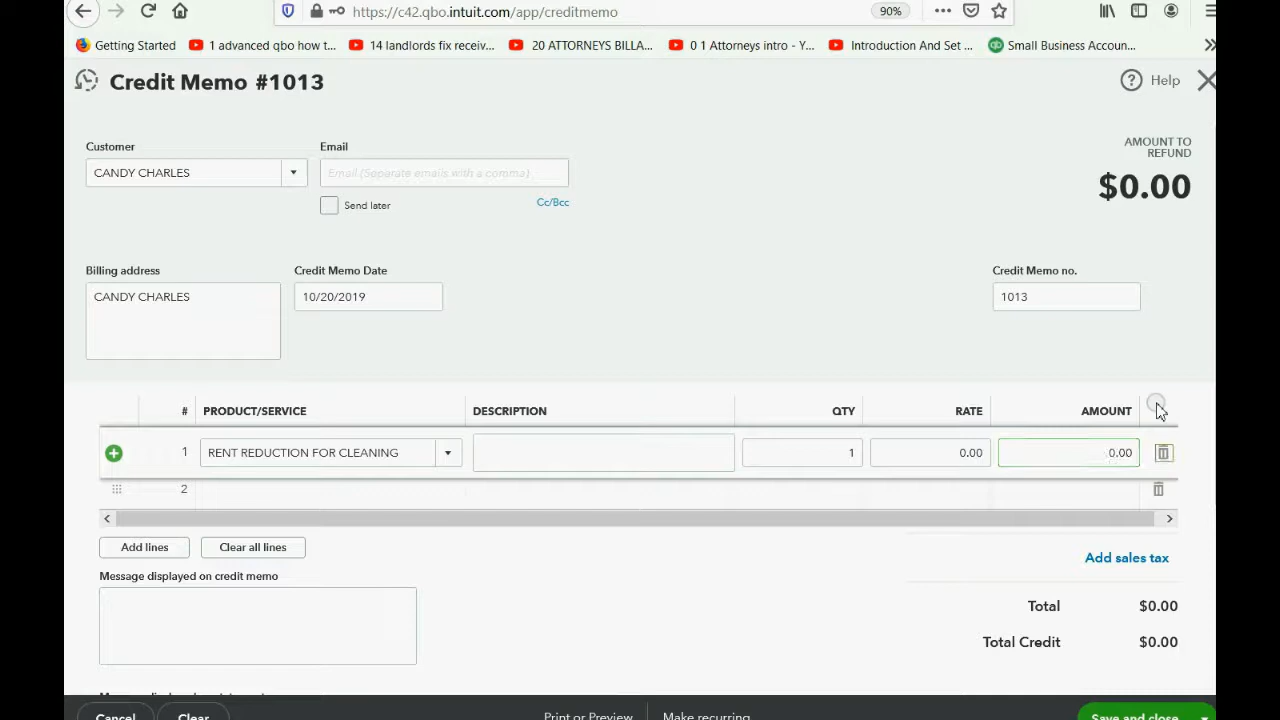 https://c42.qbo.intuit.com/app/creditmemo
90%
Getting Started
1 advanced qbo how t...
14 landlords fix receiv...
20 ATTORNEYS BILLA...
0 1 Attorneys intro - Y...
Introduction And Set ...
Small Business Accoun...
Credit Memo #1013
Help
Customer
Email
AMOUNT TO
REFUND
CANDY CHARLES
Email (Separate emails with a comma)
$0.00
Send later
Cc/Bcc
Billing address
Credit Memo Date
Credit Memo no.
CANDY CHARLES
10/20/2019
1013
# PRODUCT/SERVICE DESCRIPTION QTY RATE AMOUNT
1 RENT REDUCTION FOR CLEANING 1 0.00 0.00
2
Add lines
Clear all lines
Add sales tax
Message displayed on credit memo
Total $0.00
Total Credit $0.00
Cancel
Clear
Print or Preview
Make recurring
Save and close